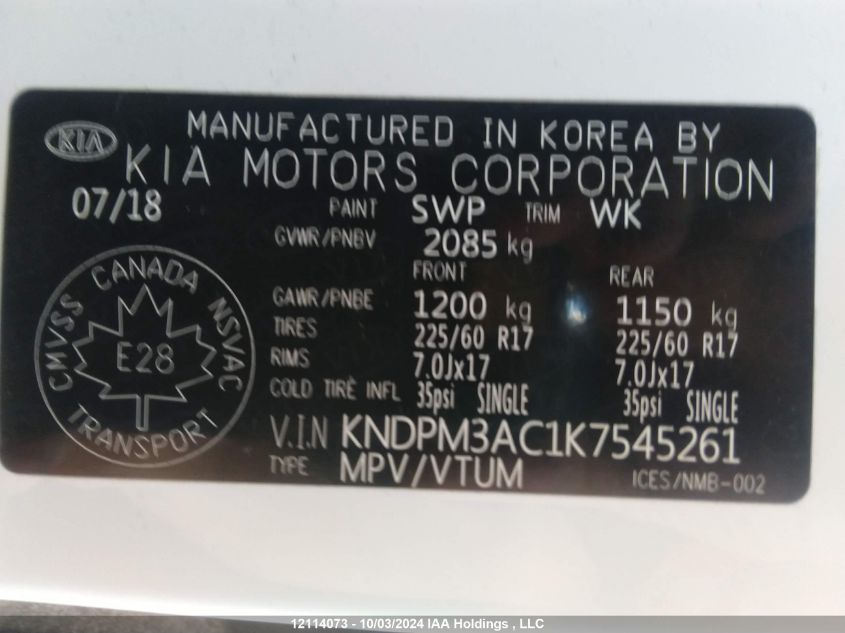 KIA
MANUFACTURED IN KOREA BY
KIA MOTORS CORPORATION
07/18 PAINT SWP TRIM WK
GVWR/PNBV 2085 kg
FRONT REAR
GAWR/PNBE 1200 kg 1150 kg
TIRES 225/60 R17 225/60 R17
RIMS 7.0Jx17 7.0Jx17
COLD TIRE INFL 35psi SINGLE 35psi SINGLE
V.I.N KNDPM3AC1K7545261
TYPE MPV/VTUM ICES/NMB-002
CANADA
CMVSS NSVAC
E28
TRANSPORT
12114073 - 10/03/2024 IAA Holdings , LLC